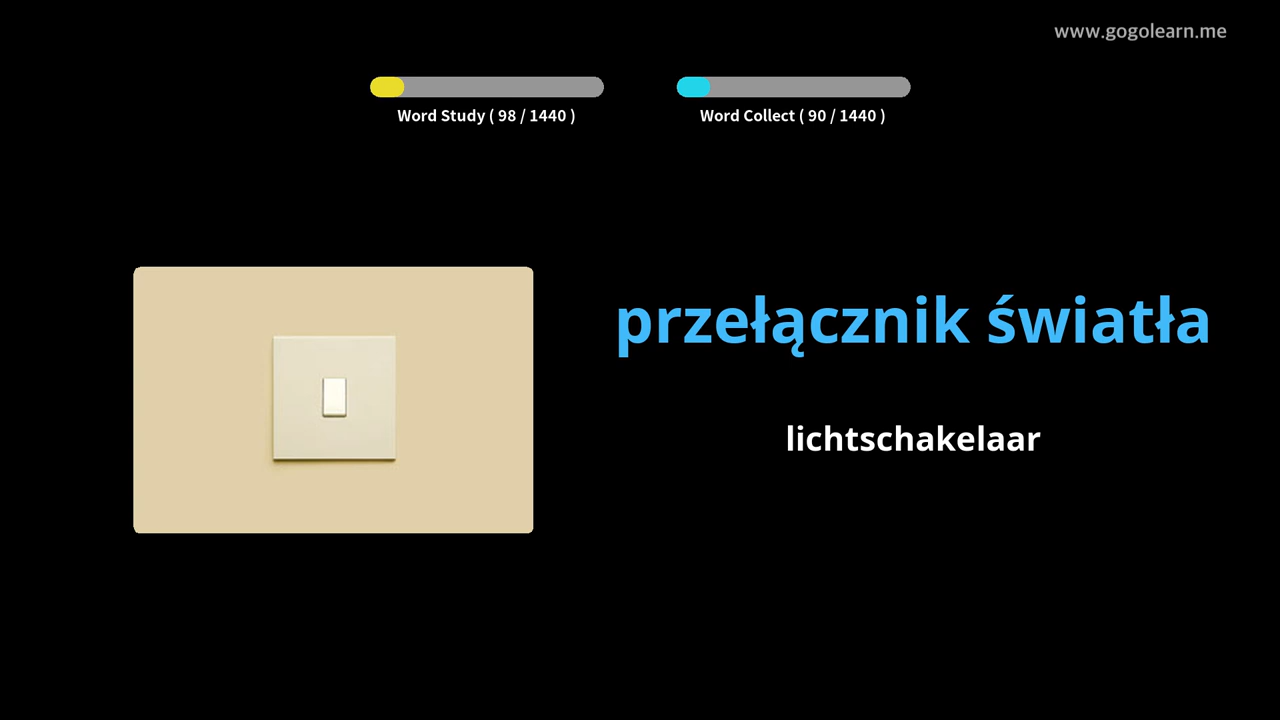 www.gogolearn.me
Word Study ( 98 / 1440 )
Word Collect ( 90 / 1440 )
przełącznik światła
lichtschakelaar